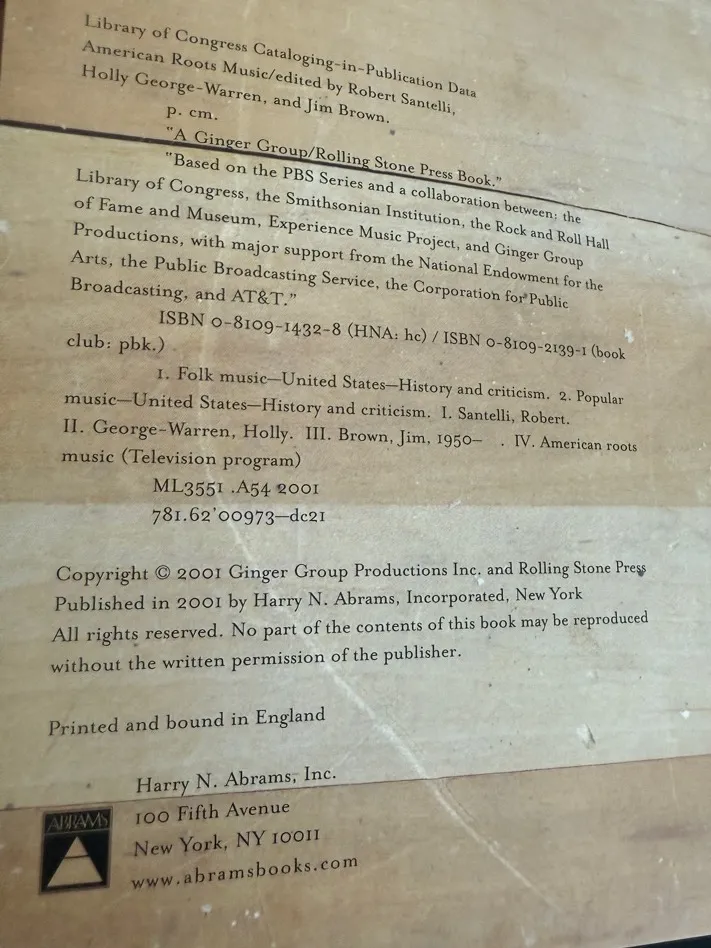 Library of Congress Cataloging-in-Publication Data
American Roots Music/edited by Robert Santelli,
Holly George-Warren, and Jim Brown.
p. cm.
"A Ginger Group/Rolling Stone Press Book."
"Based on the PBS Series and a collaboration between: the
Library of Congress, the Smithsonian Institution, the Rock and Roll Hall
of Fame and Museum, Experience Music Project, and Ginger Group
Productions, with major support from the National Endowment for the
Arts, the Public Broadcasting Service, the Corporation for Public
Broadcasting, and AT&T."
ISBN 0-8109-1432-8 (HNA: hc) / ISBN 0-8109-2139-1 (book
club: pbk.)
1. Folk music—United States—History and criticism. 2. Popular
music—United States—History and criticism. I. Santelli, Robert.
II. George-Warren, Holly. III. Brown, Jim, 1950– . IV. American roots
music (Television program)
ML3551 .A54 2001
781.62'00973—dc21
Copyright © 2001 Ginger Group Productions Inc. and Rolling Stone Press
Published in 2001 by Harry N. Abrams, Incorporated, New York
All rights reserved. No part of the contents of this book may be reproduced
without the written permission of the publisher.
Printed and bound in England
Harry N. Abrams, Inc.
100 Fifth Avenue
New York, NY 10011
www.abramsbooks.com
ABRAMS